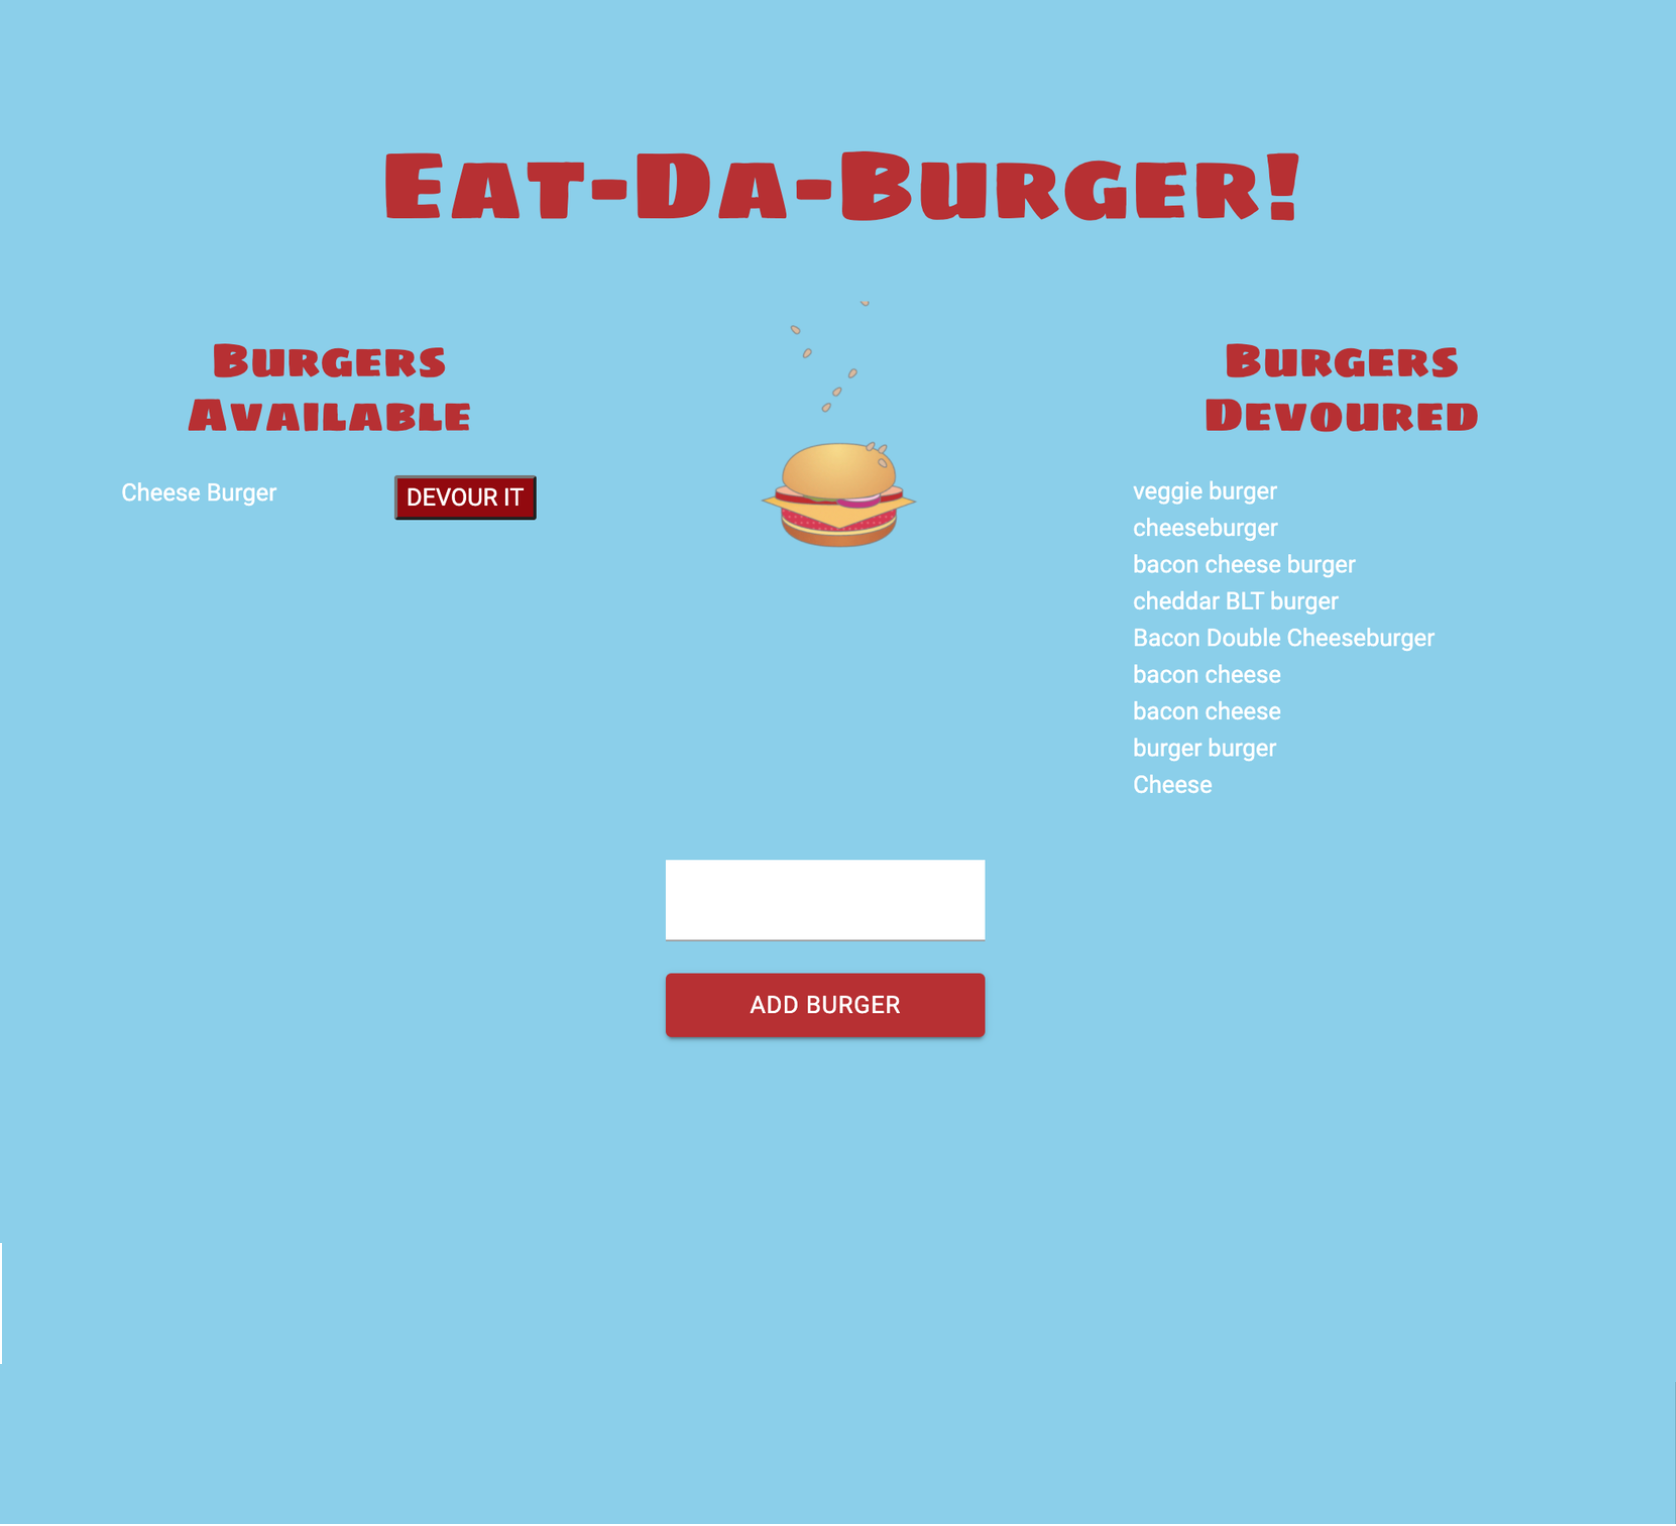 Eat-Da-Burger!
Burgers
Available
Cheese Burger
DEVOUR IT
Burgers
Devoured
veggie burger
cheeseburger
bacon cheese burger
cheddar BLT burger
Bacon Double Cheeseburger
bacon cheese
bacon cheese
burger burger
Cheese
ADD BURGER